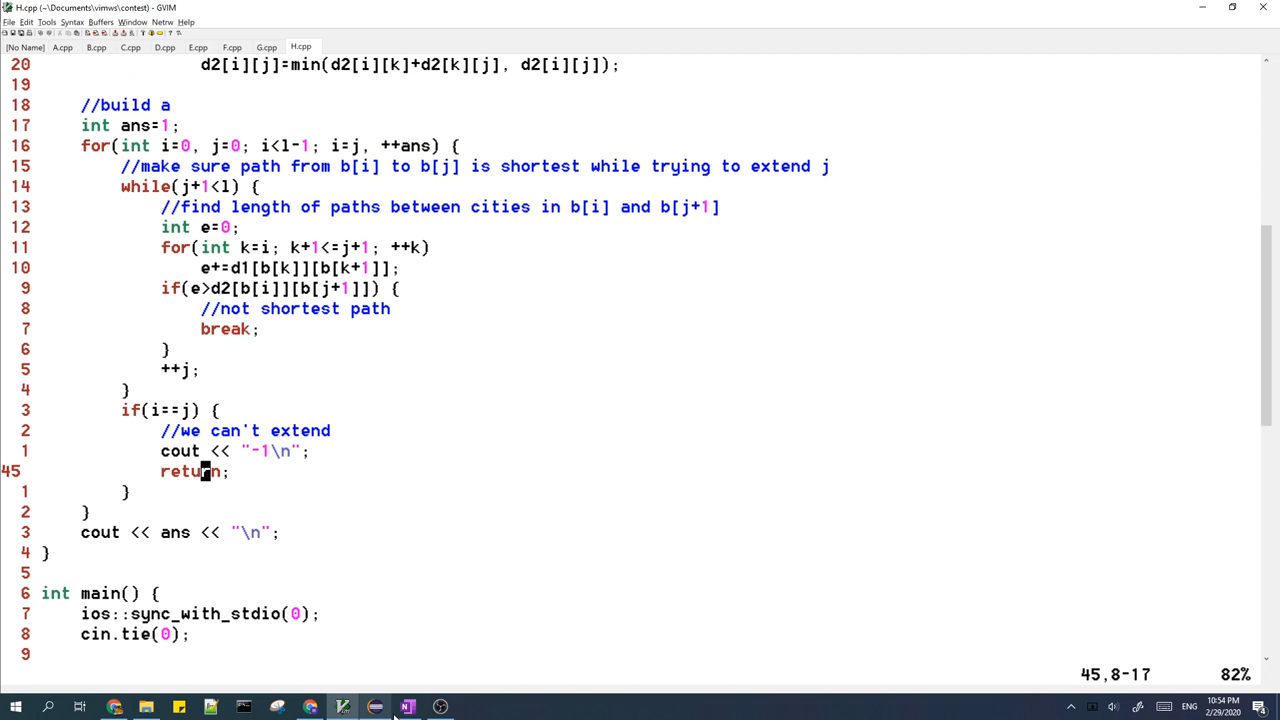 H.cpp (~\Documents\vimws\contest) - GVIM
File Edit Tools Syntax Buffers Window Netrw Help
[No Name] A.cpp B.cpp C.cpp D.cpp E.cpp F.cpp G.cpp H.cpp
20 d2[i][j]=min(d2[i][k]+d2[k][j], d2[i][j]);
19
18 //build a
17 int ans=1;
16 for(int i=0, j=0; i<l-1; i=j, ++ans) {
15 //make sure path from b[i] to b[j] is shortest while trying to extend j
14 while(j+1<l) {
13 //find length of paths between cities in b[i] and b[j+1]
12 int e=0;
11 for(int k=i; k+1<=j+1; ++k)
10 e+=d1[b[k]][b[k+1]];
9 if(e>d2[b[i]][b[j+1]]) {
8 //not shortest path
7 break;
6 }
5 ++j;
4 }
3 if(i==j) {
2 //we can't extend
1 cout << "-1\n";
45 return;
1 }
2 }
3 cout << ans << "\n";
4 }
5
6 int main() {
7 ios::sync_with_stdio(0);
8 cin.tie(0);
9
45,8-17 82%
10:54 PM
2/29/2020